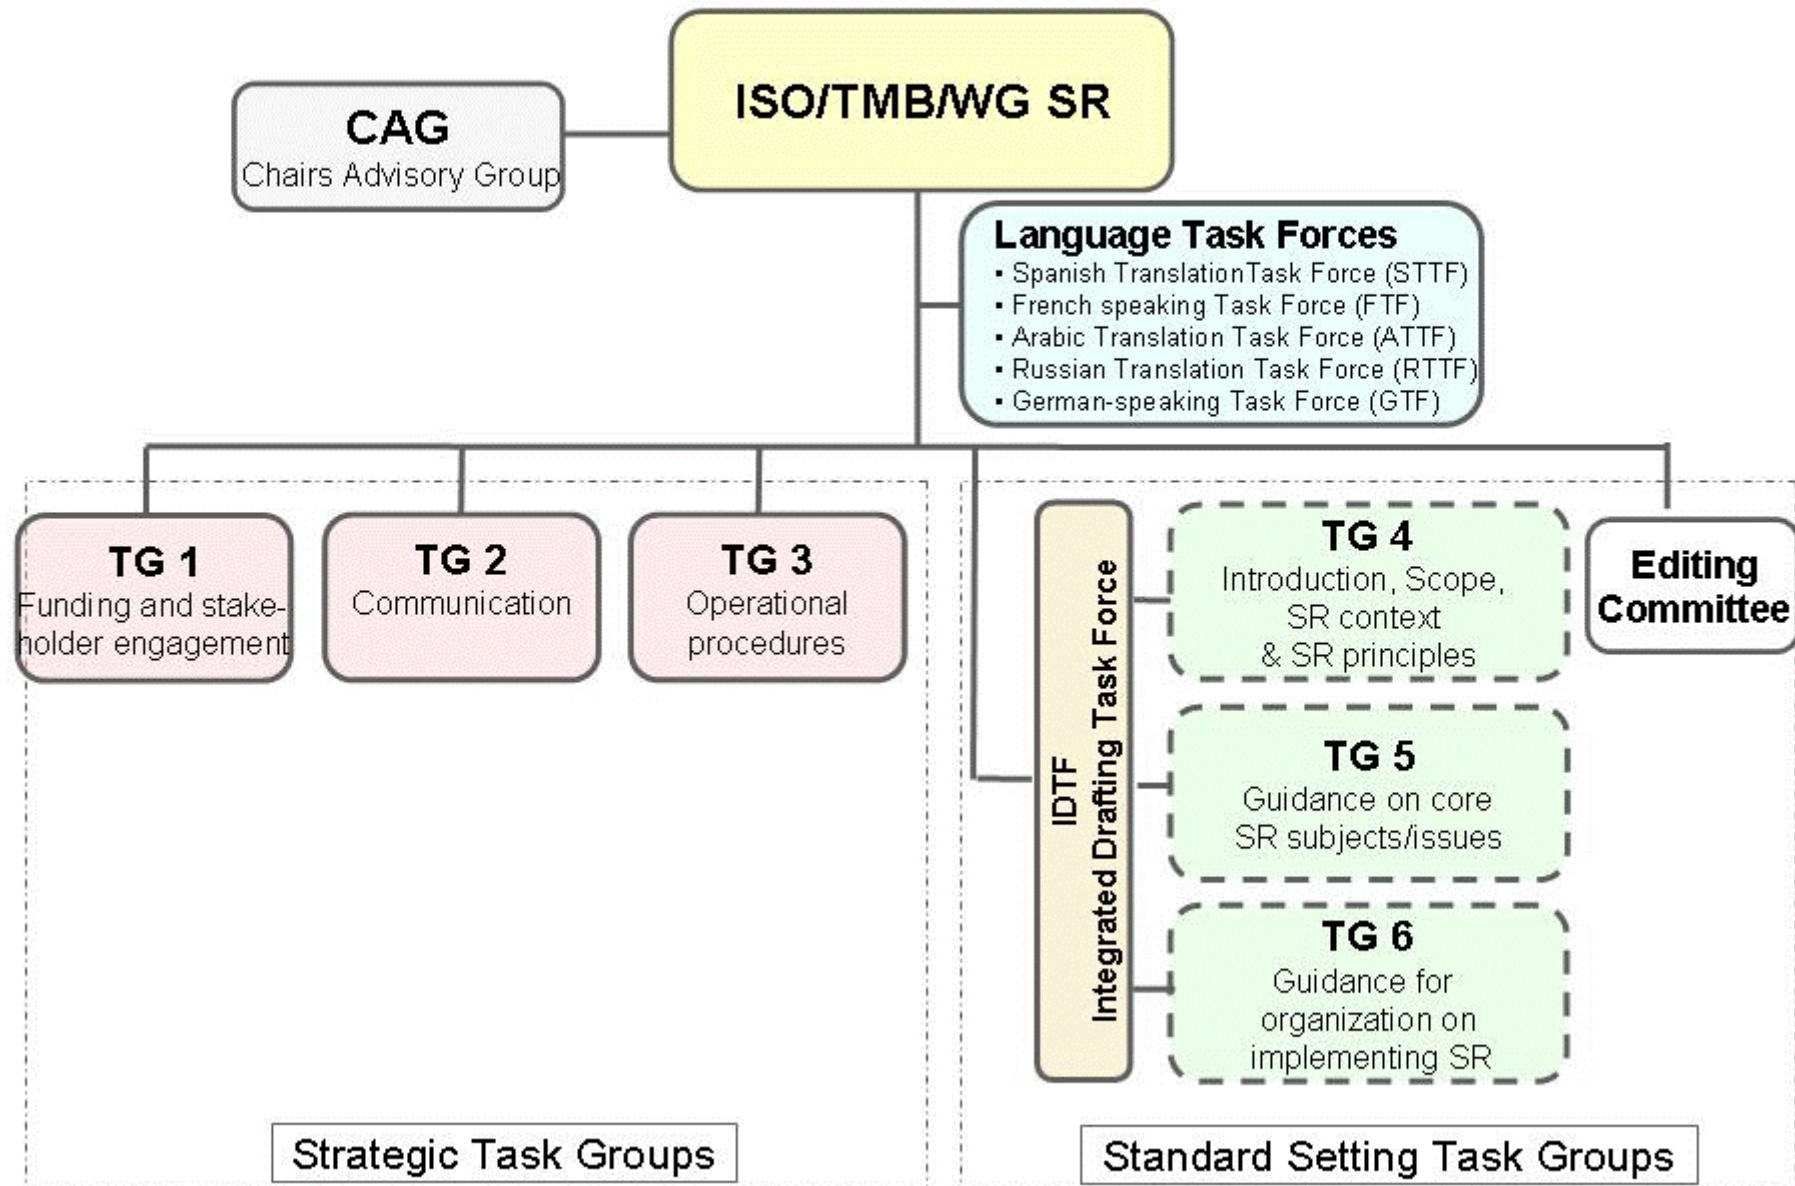 ISO/TMB/WG SR
CAG
Chairs Advisory Group
Language Task Forces
▪ Spanish TranslationTask Force (STTF)
▪ French speaking Task Force (FTF)
▪ Arabic Translation Task Force (ATTF)
▪ Russian Translation Task Force (RTTF)
▪ German-speaking Task Force (GTF)
TG 1
Funding and stake-
holder engagement
TG 2
Communication
TG 3
Operational
procedures
IDTF
Integrated Drafting Task Force
TG 4
Introduction, Scope,
SR context
& SR principles
TG 5
Guidance on core
SR subjects/issues
TG 6
Guidance for
organization on
implementing SR
Editing
Committee
Strategic Task Groups
Standard Setting Task Groups